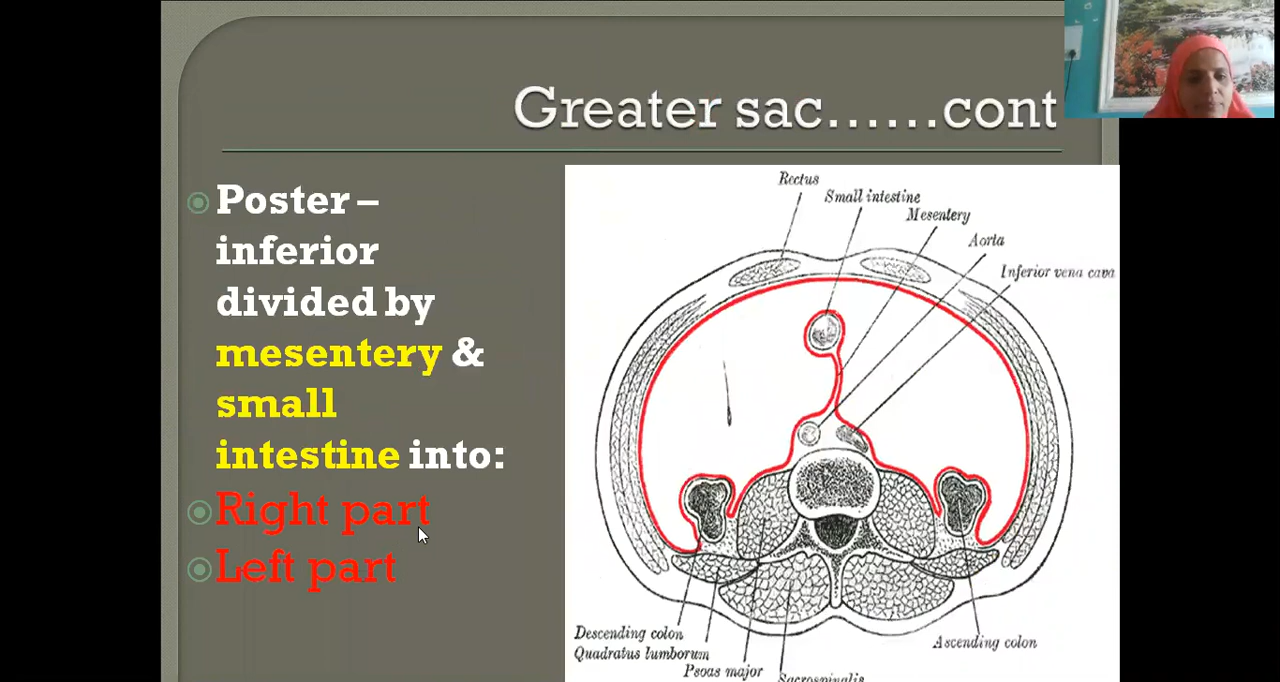 Greater sac......cont
Poster –
inferior
divided by
mesentery &
small
intestine into:
Right part
Left part
Rectus
Small intestine
Mesentery
Aorta
Inferior vena cava
Descending colon
Quadratus lumborum
Psoas major
Sacrospinalis
Ascending colon